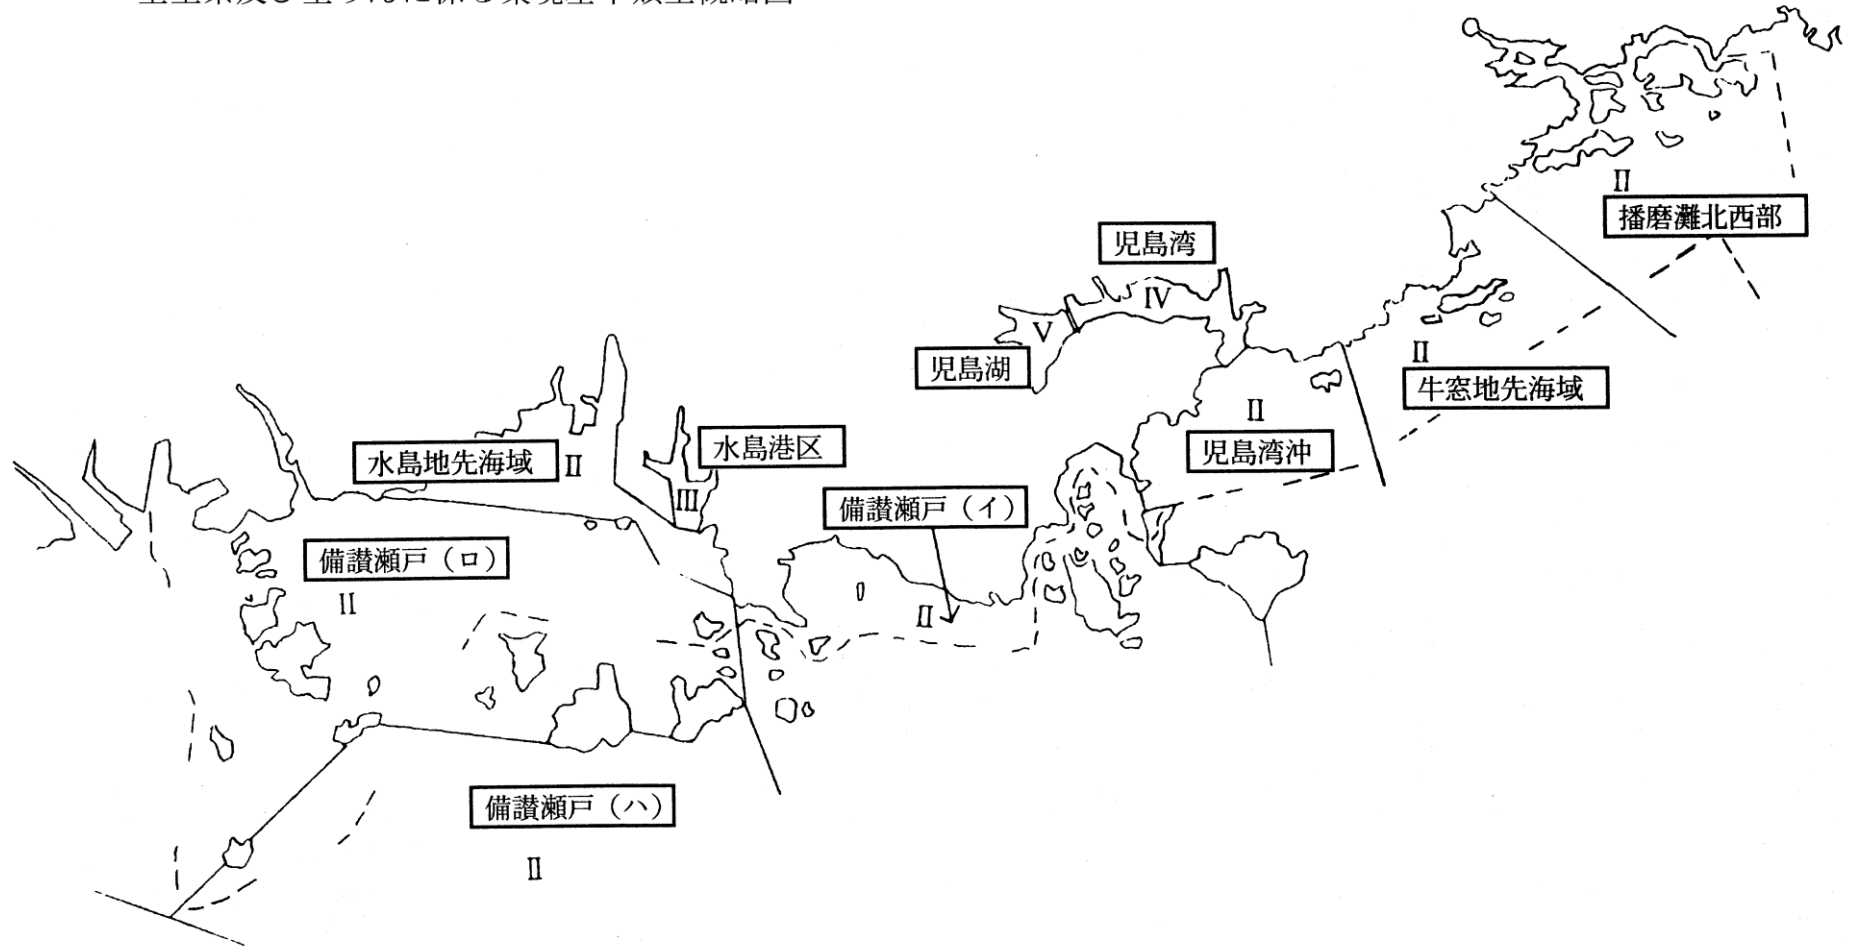 播磨灘北西部
II
児島湾
IV
V
児島湖
II
牛窓地先海域
II
児島湾沖
水島地先海域
II
水島港区
III
備讃瀬戸(イ)
II
備讃瀬戸(ロ)
II
備讃瀬戸(ハ)
II